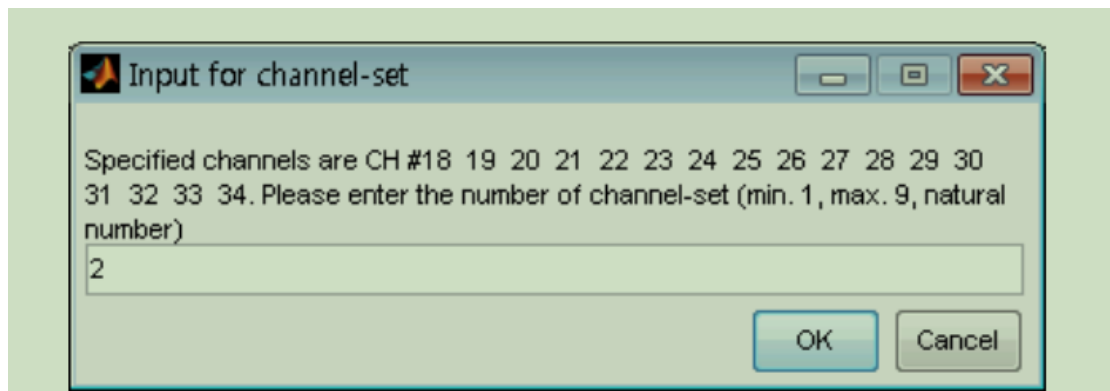 Input for channel-set
Specified channels are CH #18 19 20 21 22 23 24 25 26 27 28 29 30
31 32 33 34. Please enter the number of channel-set (min. 1, max. 9, natural
number)
2
OK Cancel